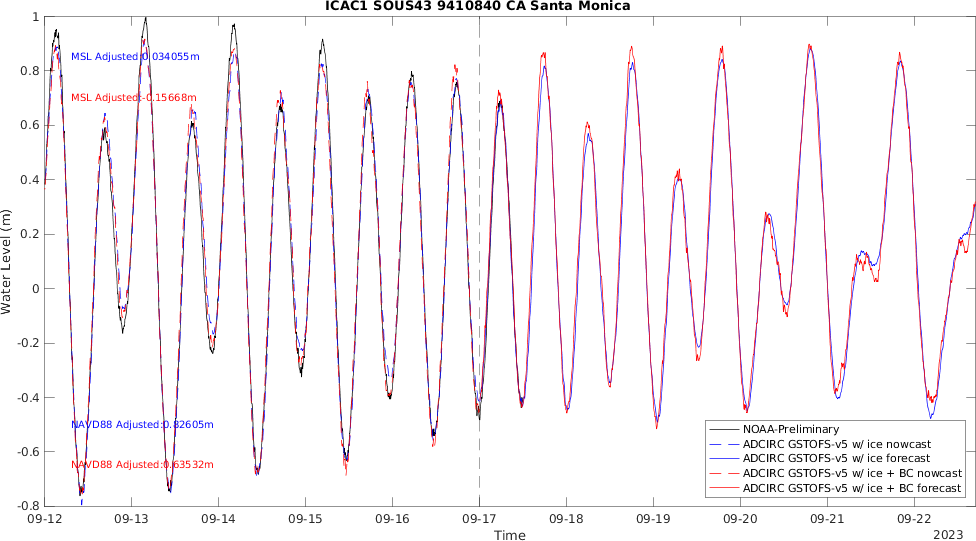 ICAC1 SOUS43 9410840 CA Santa Monica
1
0.8
0.6
0.4
0.2
0
-0.2
-0.4
-0.6
-0.8
Water Level (m)
MSL Adjusted:0.034055m
MSL Adjusted:-0.15668m
NAVD88 Adjusted:0.82605m
NAVD88 Adjusted:0.63532m
NOAA-Preliminary
ADCIRC GSTOFS-v5 w/ ice nowcast
ADCIRC GSTOFS-v5 w/ ice forecast
ADCIRC GSTOFS-v5 w/ ice + BC nowcast
ADCIRC GSTOFS-v5 w/ ice + BC forecast
09-12 09-13 09-14 09-15 09-16 09-17 09-18 09-19 09-20 09-21 09-22
Time
2023